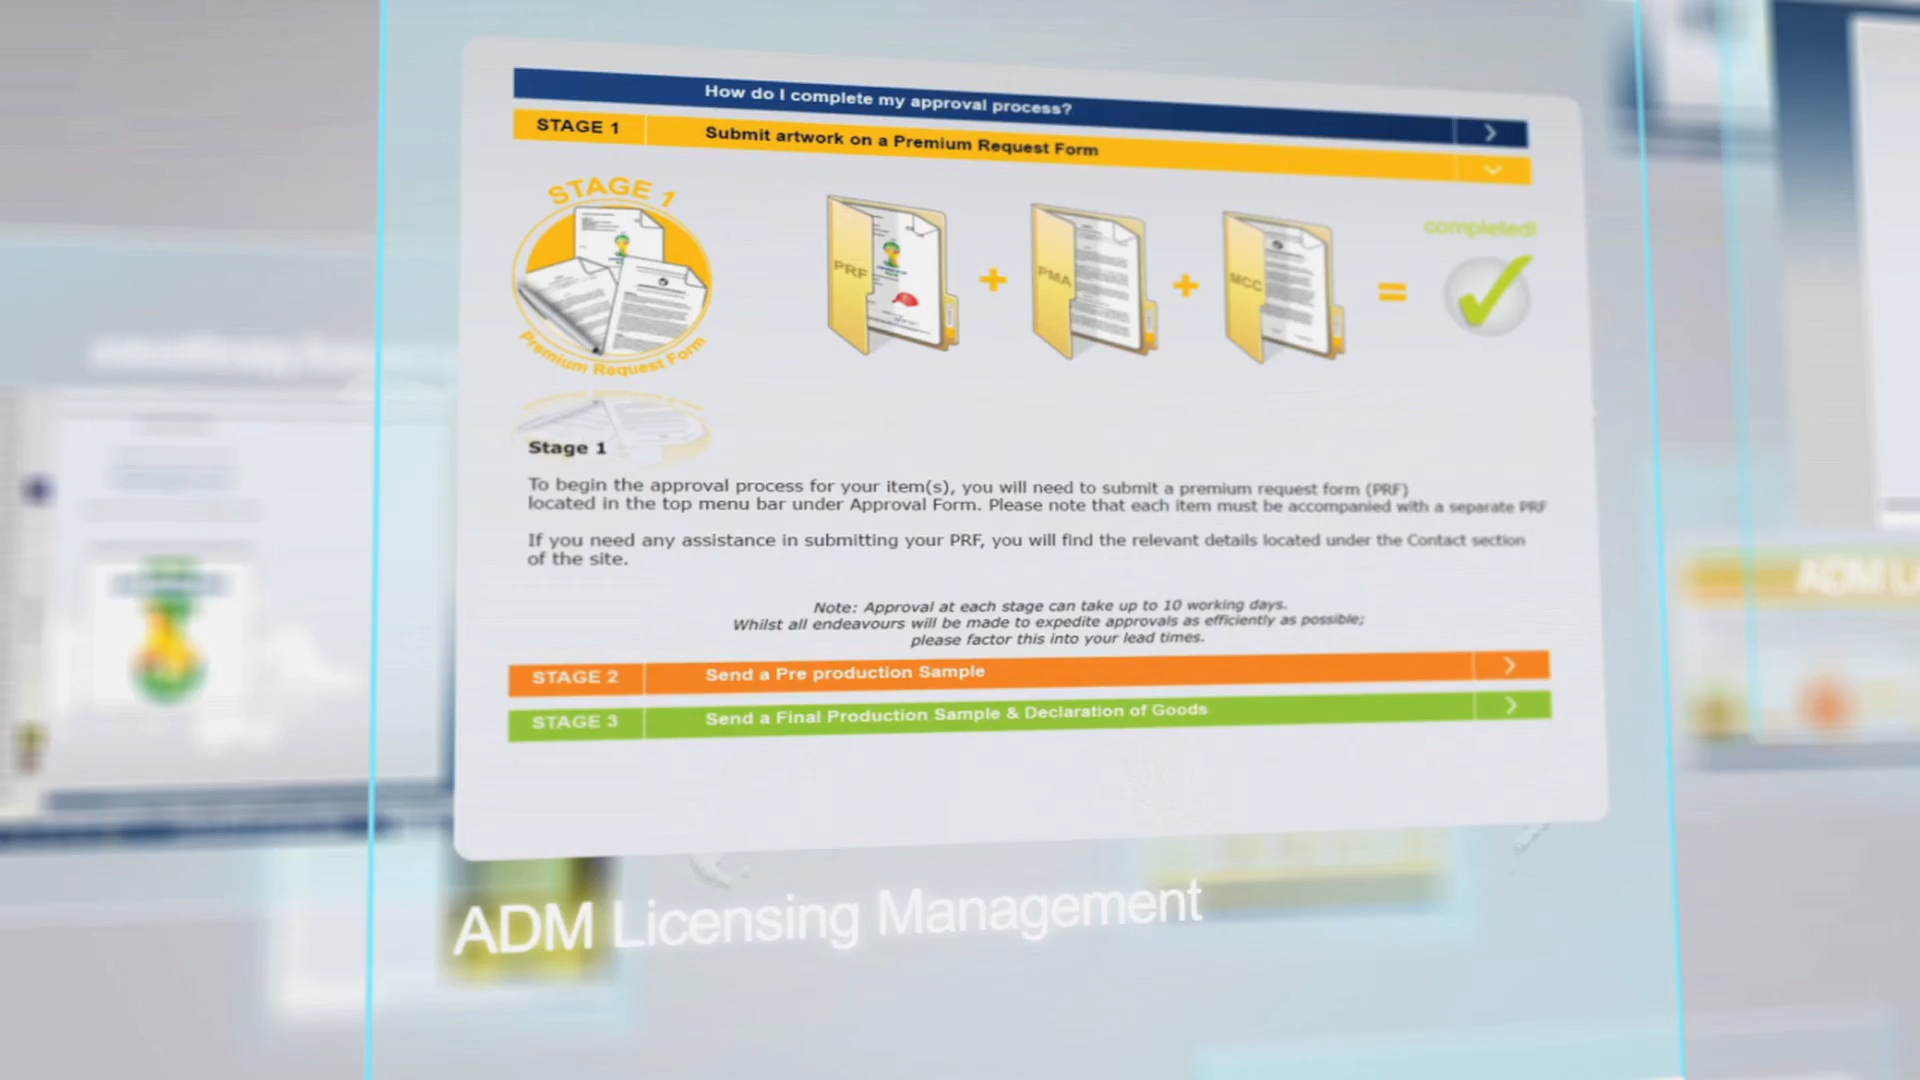 How do I complete my approval process?
STAGE 1 Submit artwork on a Premium Request Form
STAGE 1
Premium Request Form
PRF + PMA + MCC =
completed!
Stage 1
To begin the approval process for your item(s), you will need to submit a premium request form (PRF)
located in the top menu bar under Approval Form. Please note that each item must be accompanied with a separate PRF
If you need any assistance in submitting your PRF, you will find the relevant details located under the Contact section
of the site.
Note: Approval at each stage can take up to 10 working days.
Whilst all endeavours will be made to expedite approvals as efficiently as possible;
please factor this into your lead times.
STAGE 2 Send a Pre production Sample
STAGE 3 Send a Final Production Sample & Declaration of Goods
ADM Licensing Management
ADM